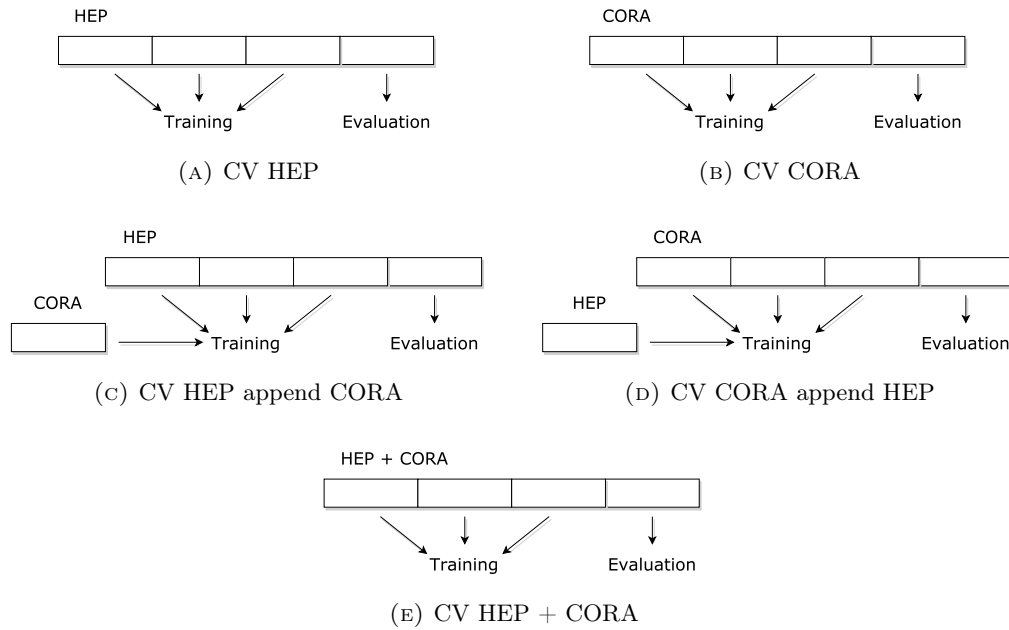 HEP
Training
Evaluation
(A) CV HEP
CORA
Training
Evaluation
(B) CV CORA
HEP
CORA
Training
Evaluation
(C) CV HEP append CORA
CORA
HEP
Training
Evaluation
(D) CV CORA append HEP
HEP + CORA
Training
Evaluation
(E) CV HEP + CORA